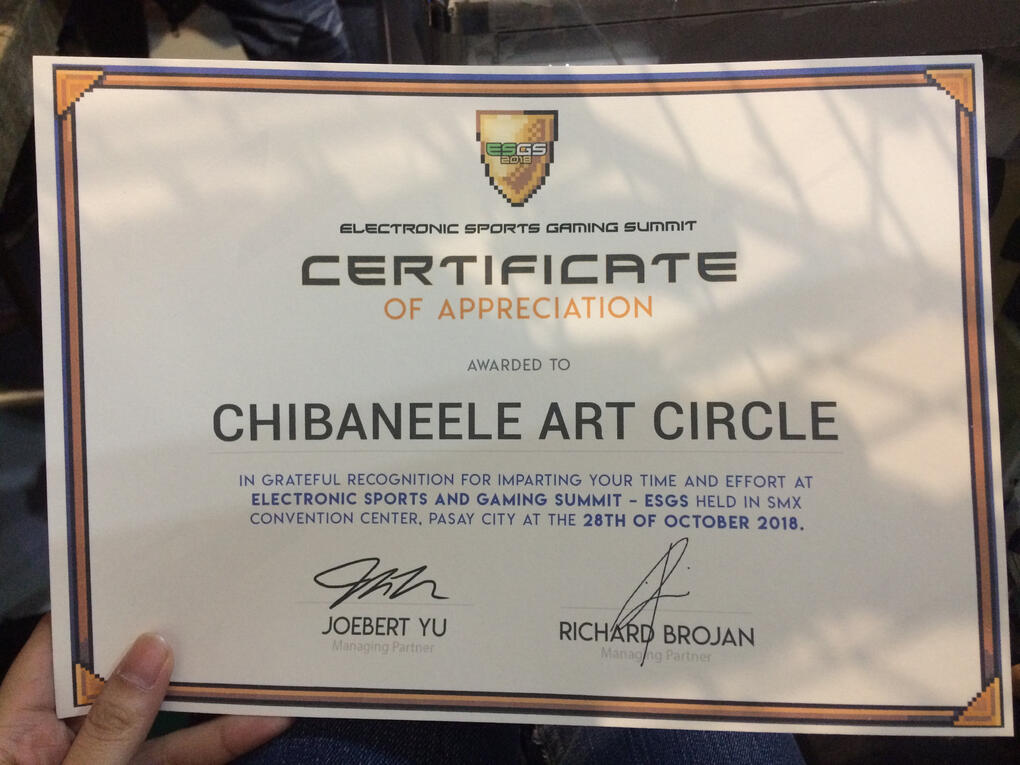 ESGS
2018
ELECTRONIC SPORTS GAMING SUMMIT
CERTIFICATE
OF APPRECIATION
AWARDED TO
CHIBANEELE ART CIRCLE
IN GRATEFUL RECOGNITION FOR IMPARTING YOUR TIME AND EFFORT AT
ELECTRONIC SPORTS AND GAMING SUMMIT - ESGS HELD IN SMX
CONVENTION CENTER, PASAY CITY AT THE 28TH OF OCTOBER 2018.
JOEBERT YU
Managing Partner
RICHARD BROJAN
Managing Partner